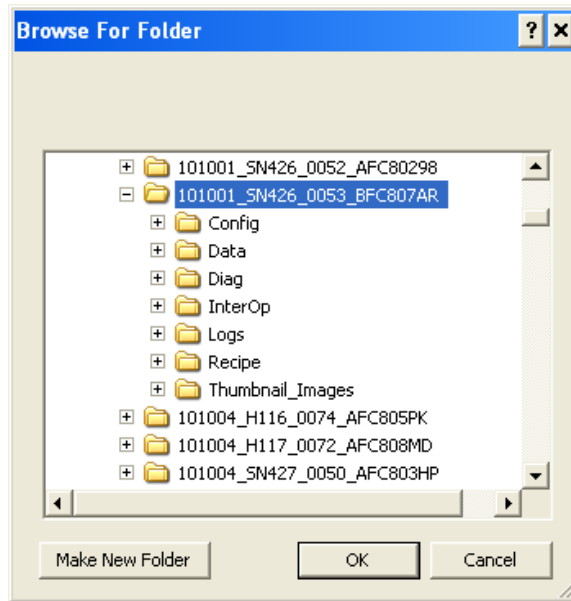 Browse For Folder
101001_SN426_0052_AFC80298
101001_SN426_0053_BFC807AR
Config
Data
Diag
InterOp
Logs
Recipe
Thumbnail_Images
101004_H116_0074_AFC805PK
101004_H117_0072_AFC808MD
101004_SN427_0050_AFC803HP
Make New Folder OK Cancel